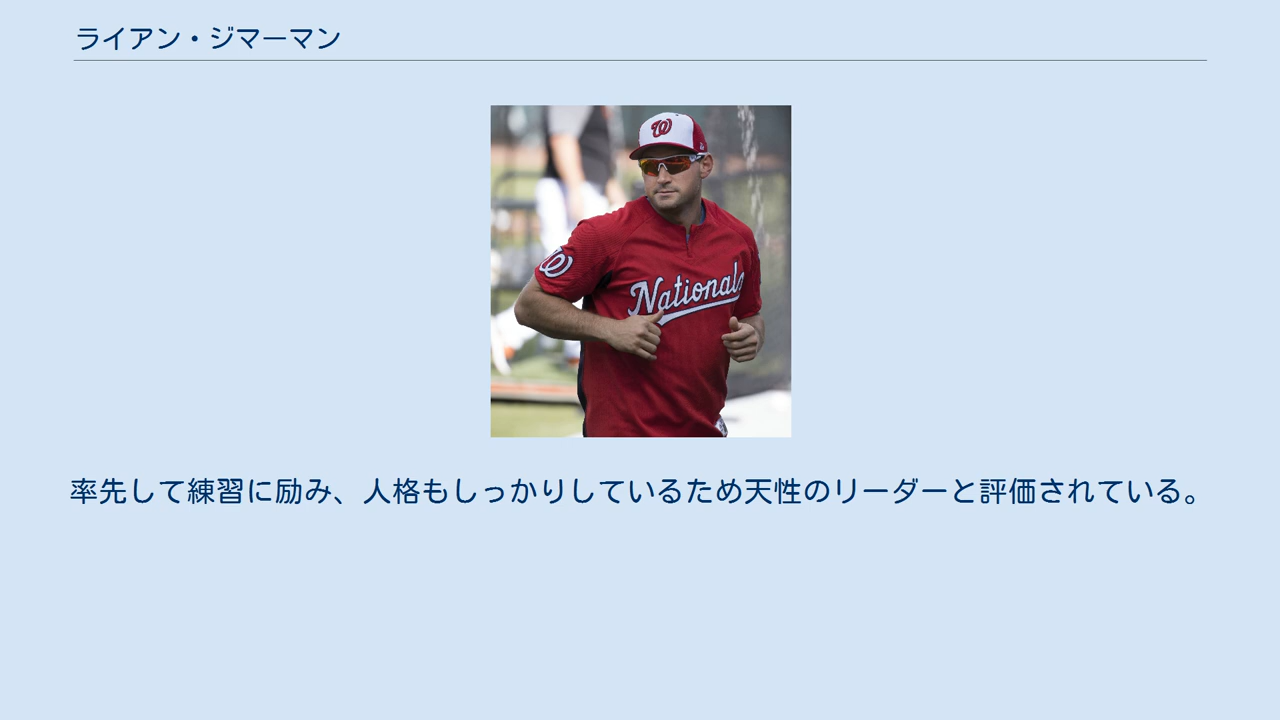 ライアン・ジマーマン
W
W
Nationals
率先して練習に励み、人格もしっかりしているため天性のリーダーと評価されている。